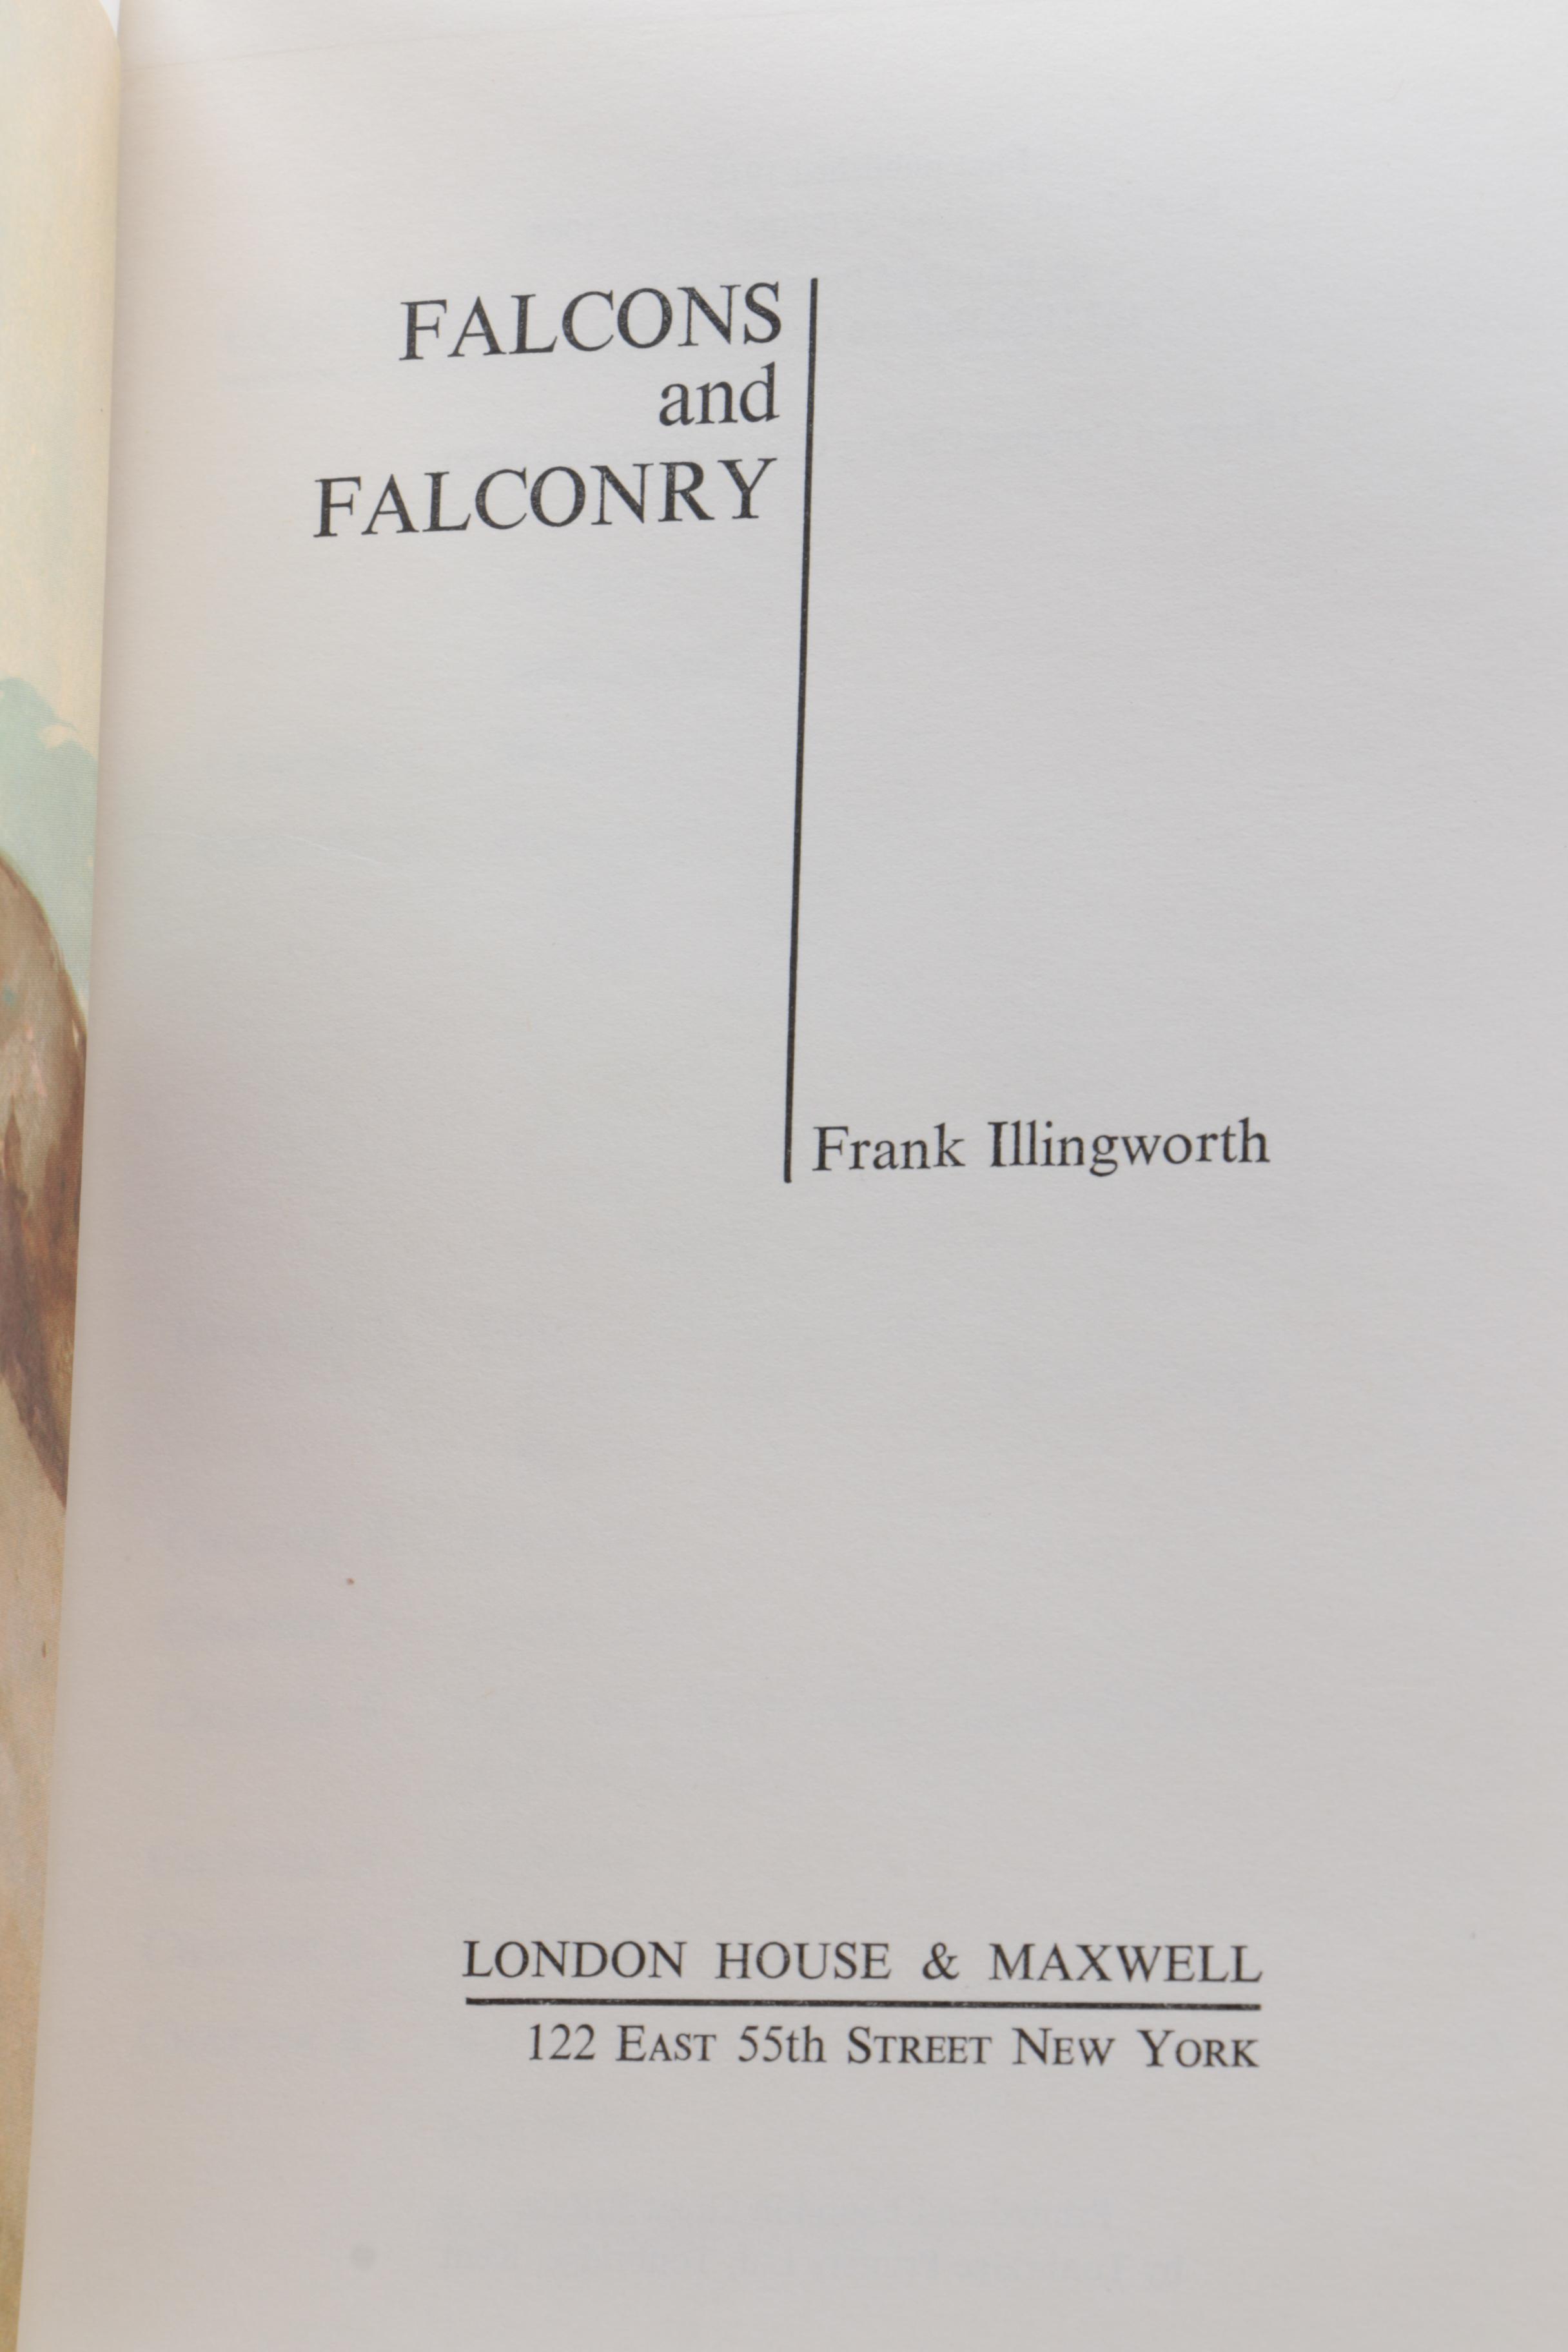 FALCONS
and
FALCONRY
Frank Illingworth
LONDON HOUSE & MAXWELL
122 EAST 55th STREET NEW YORK